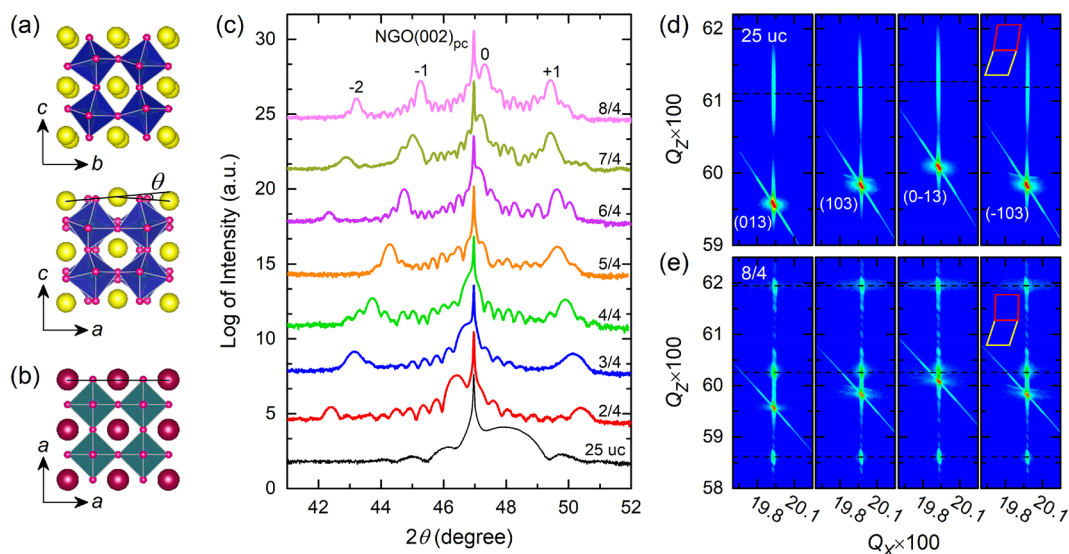 (a)
c
b
θ
c
a
(b)
a
a
(c)
30
25
20
15
10
5
0
Log of Intensity (a.u.)
NGO(002)pc
-2
-1
0
+1
8/4
7/4
6/4
5/4
4/4
3/4
2/4
25 uc
42
44
46
48
50
52
2θ (degree)
(d)
25 uc
62
61
60
59
QZ×100
(013)
(103)
(0-13)
(-103)
(e)
8/4
62
61
60
59
58
QZ×100
19.8
20.1
19.8
20.1
19.8
20.1
19.8
20.1
QX×100